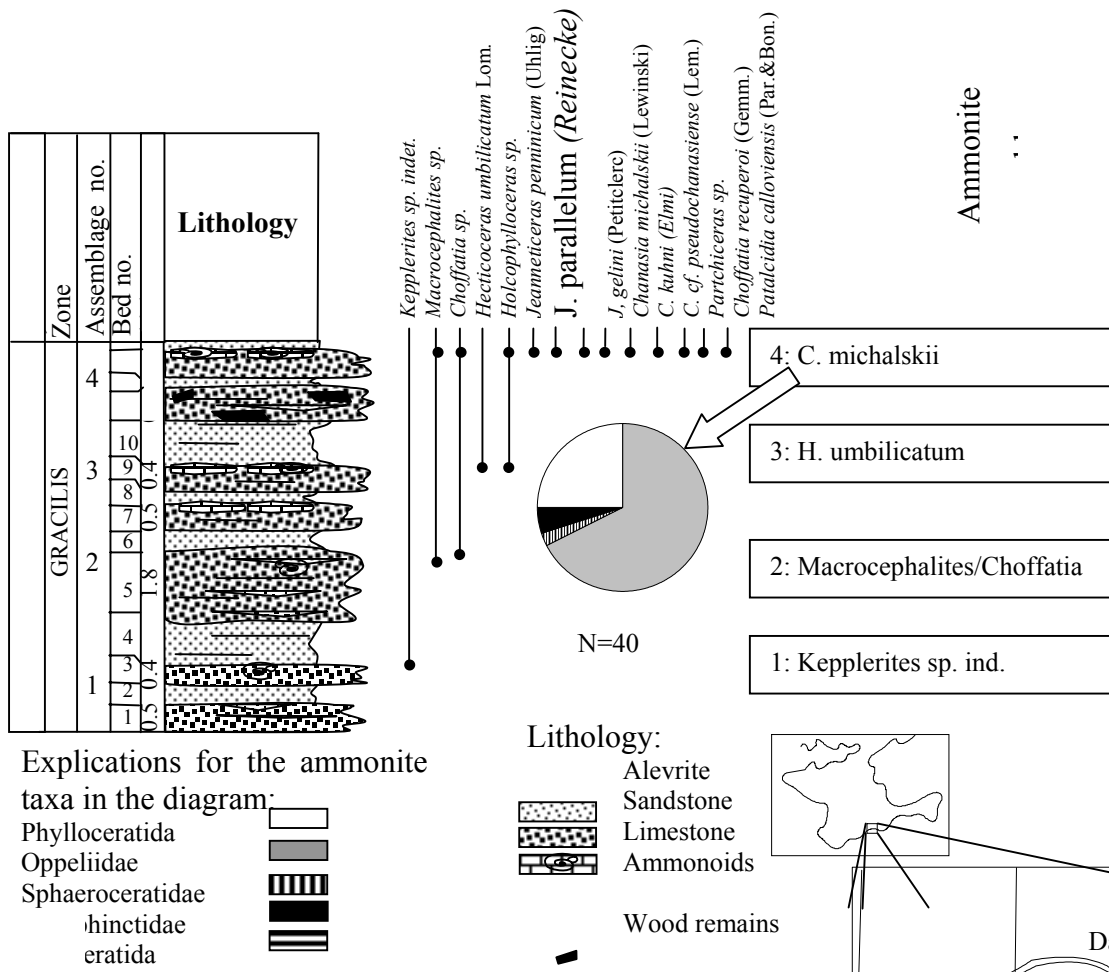 Zone
Assemblage no.
Bed no.
Lithology
Kepplerites sp. indet.
Macrocephalites sp.
Choffatia sp.
Hecticoceras umbilicatum Lom.
Holcophylloceras sp.
Jeanneticeras penninicum (Uhlig)
J. parallelum (Reinecke)
J, gelini (Petitclerc)
Chanasia michalskii (Lewinski)
C. kuhni (Elmi)
C. cf. pseudochanasiense (Lem.)
Partchiceras sp.
Choffatia recuperoi (Gemm.)
Patalcidia calloviensis (Par.&Bon.)
Ammonite
GRACILIS
4
3
2
1
10
9
8
7
6
5
4
3
2
1
0.4
0.5
1.8
0.4
0.5
4: C. michalskii
3: H. umbilicatum
2: Macrocephalites/Choffatia
1: Kepplerites sp. ind.
N=40
Explications for the ammonite
taxa in the diagram:
Phylloceratida
Oppeliidae
Sphaeroceratidae
hinctidae
eratida
Lithology:
Alevrite
Sandstone
Limestone
Ammonoids
Wood remains